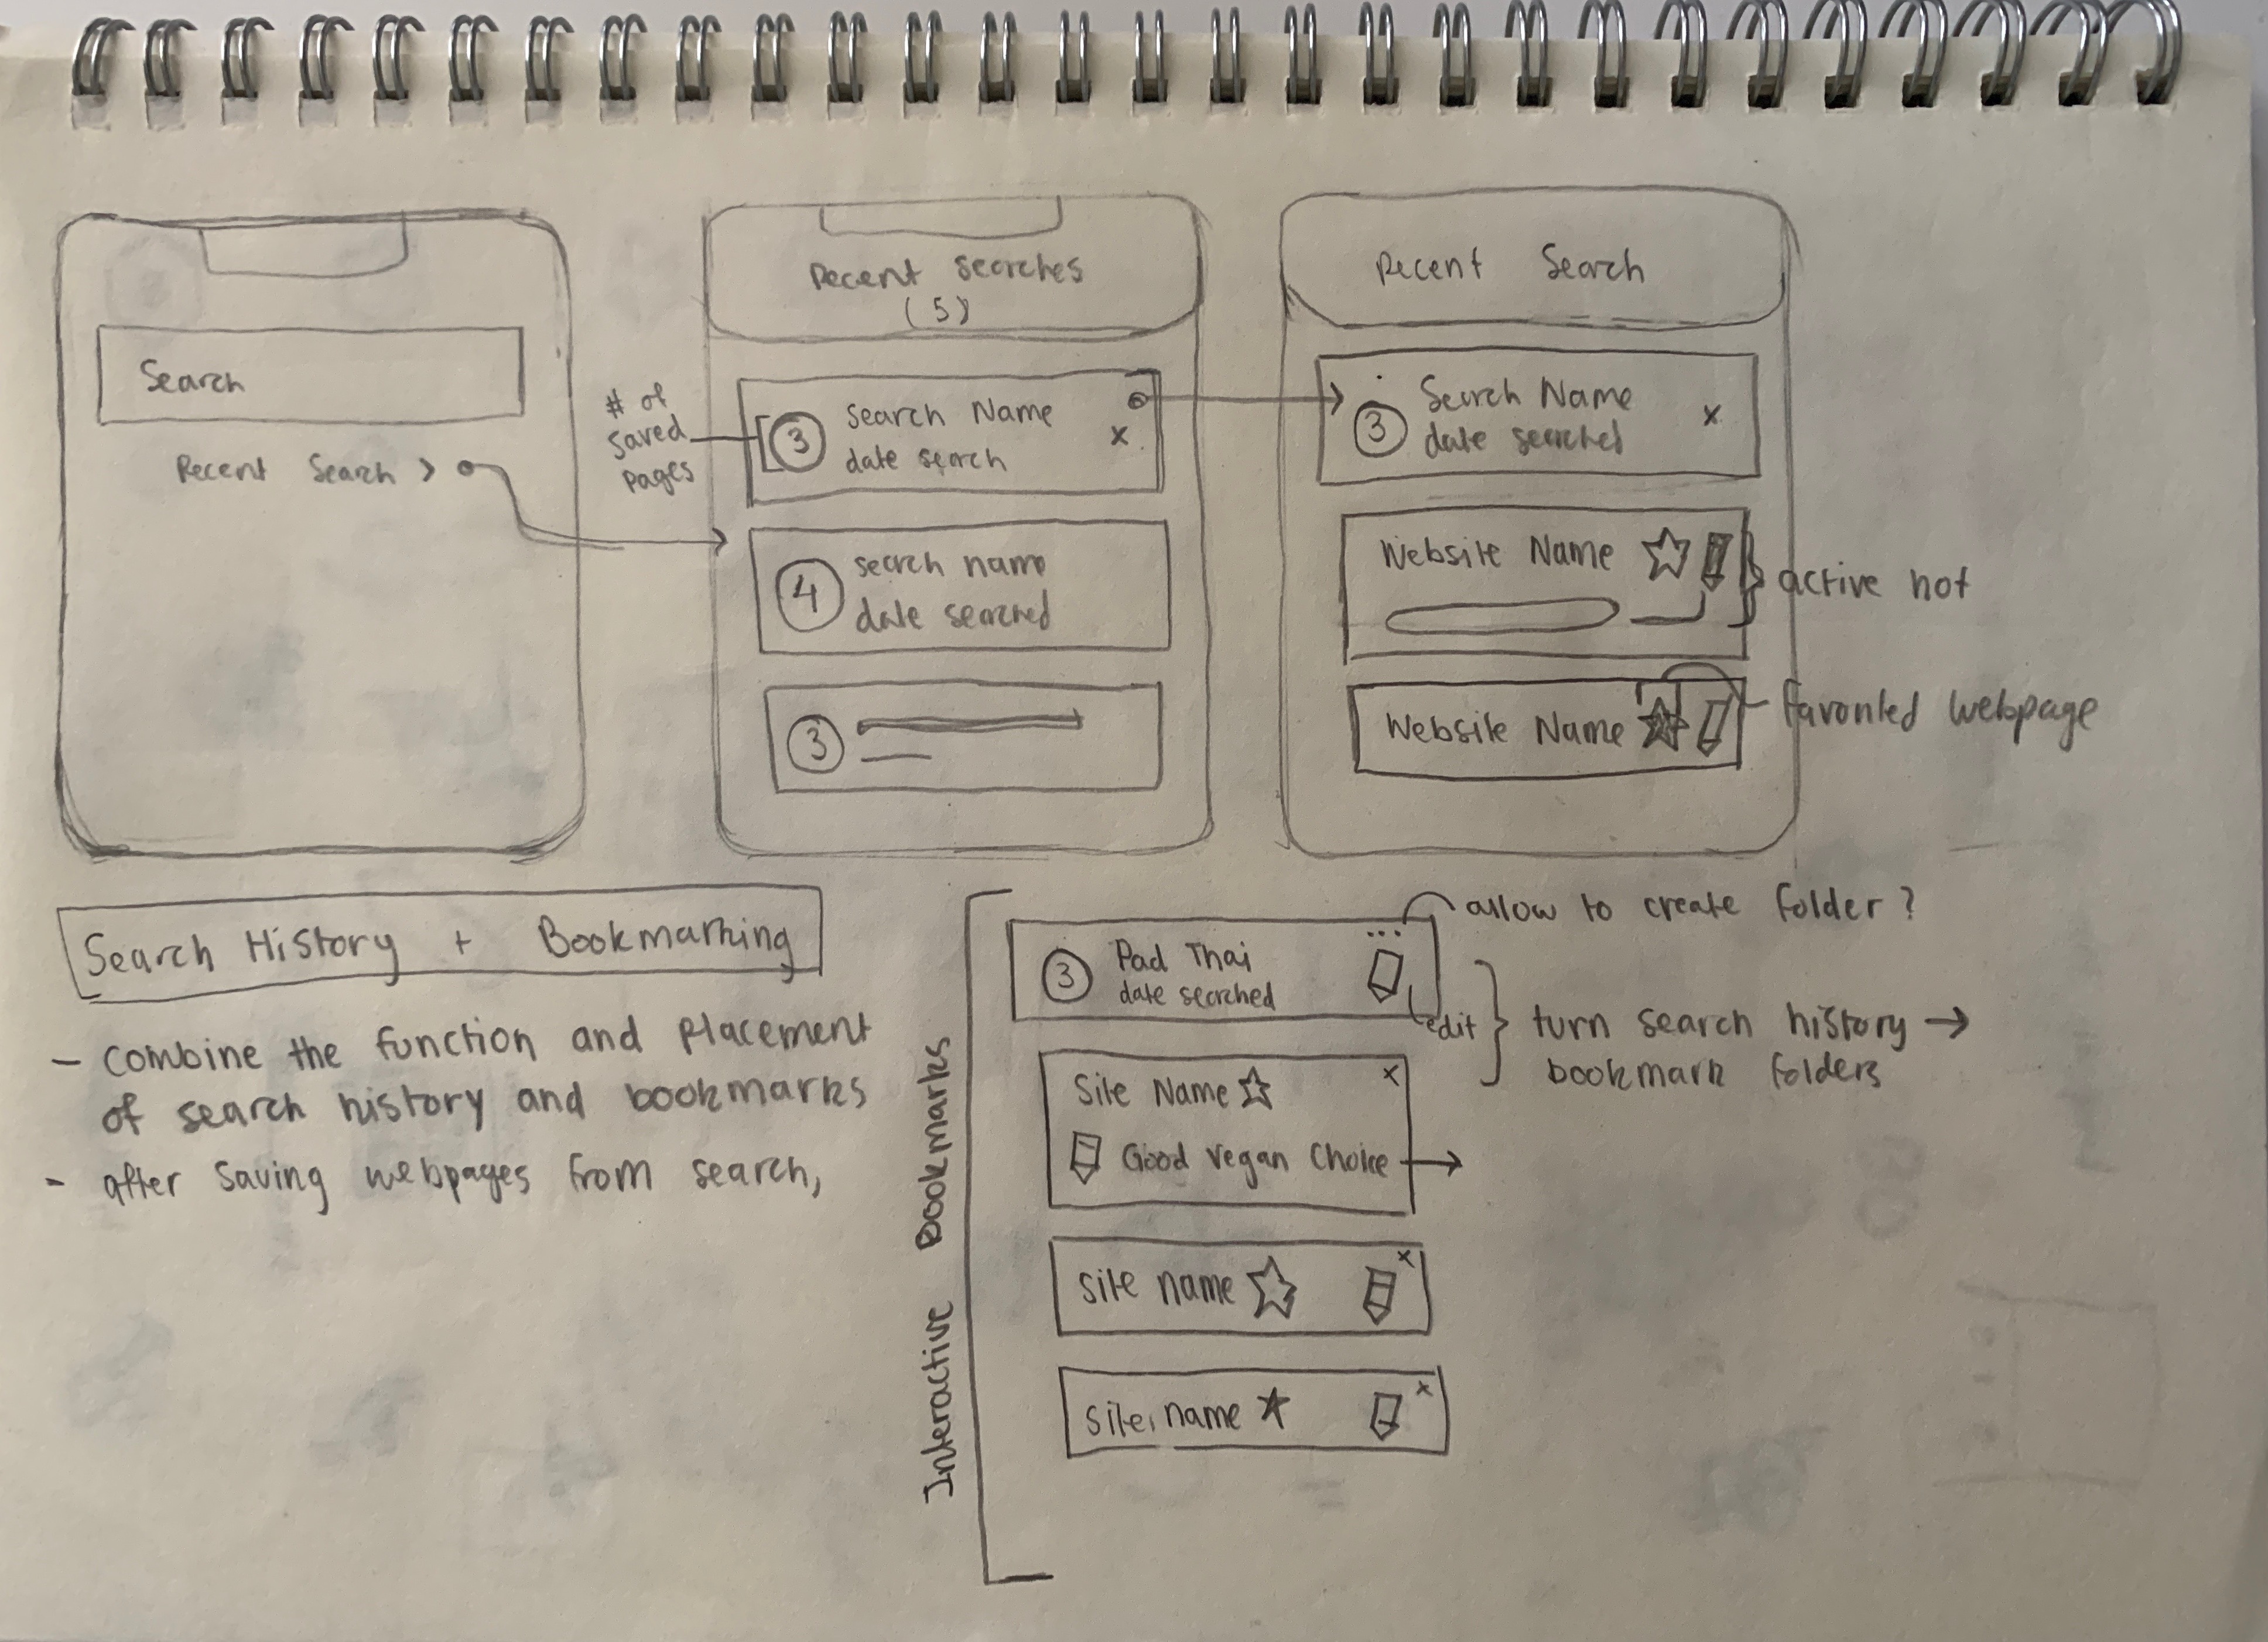 Search
Recent Search >
# of
saved
pages
Recent Searches
(5)
3
Search Name
date search
x
4
search name
date searched
3
Recent Search
3
Search Name
date searched
x
Website Name
active not
Website Name
favorited webpage
Search History + Bookmarking
- Combine the function and placement
of search history and bookmarks
- after saving webpages from search,
Interactive Bookmarks
allow to create folder?
3
Pad Thai
date searched
...
edit
turn search history →
bookmark folders
Site Name
x
Good vegan Choice
site name
x
site name
x